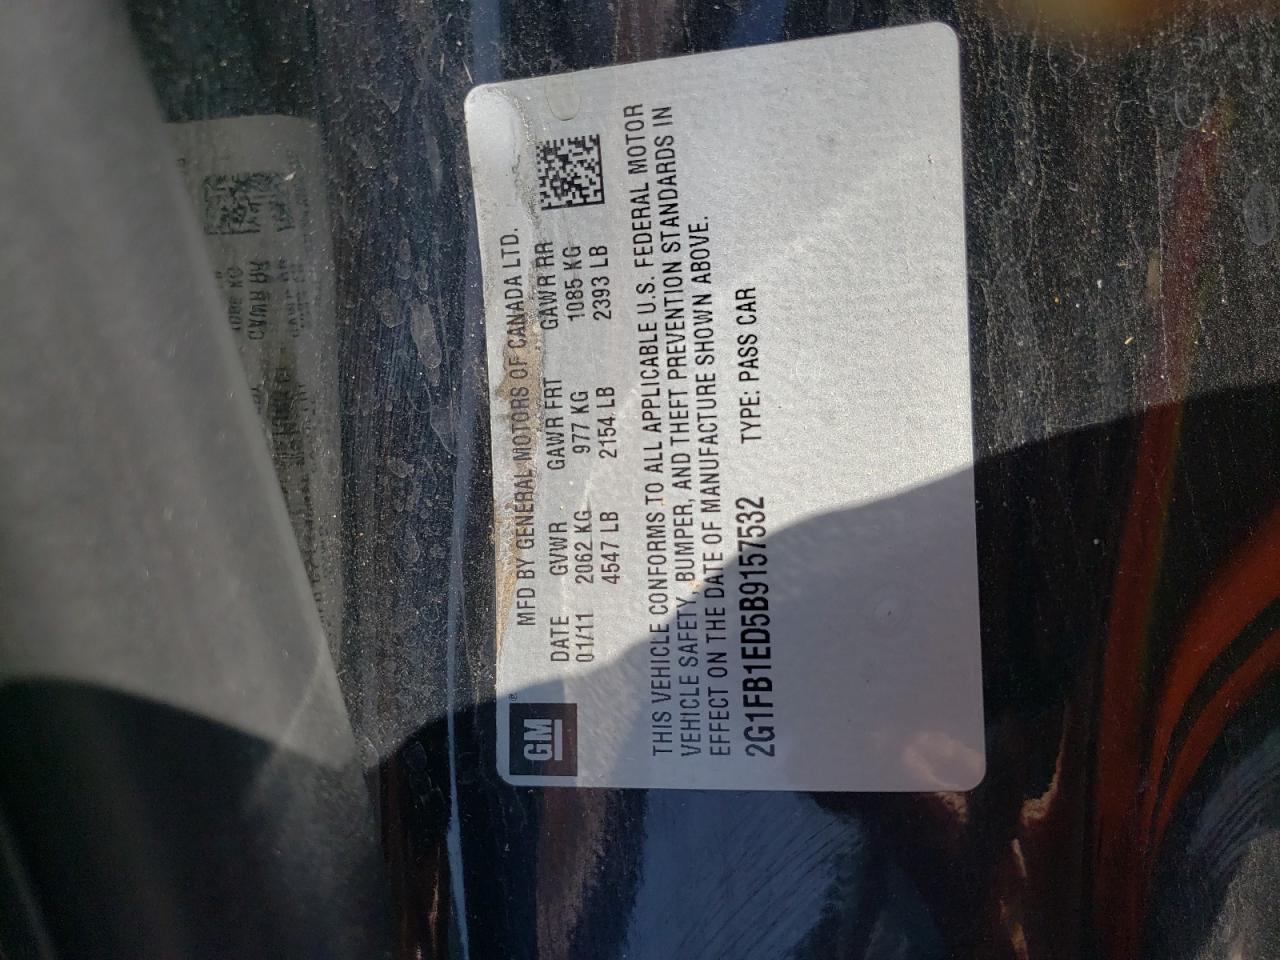 GM®
MFD BY GENERAL MOTORS OF CANADA LTD.
DATE GVWR GAWR FRT GAWR RR
01/11 2062 KG 977 KG 1085 KG
4547 LB 2154 LB 2393 LB
THIS VEHICLE CONFORMS TO ALL APPLICABLE U.S. FEDERAL MOTOR
VEHICLE SAFETY, BUMPER, AND THEFT PREVENTION STANDARDS IN
EFFECT ON THE DATE OF MANUFACTURE SHOWN ABOVE.
2G1FB1ED5B9157532 TYPE: PASS CAR